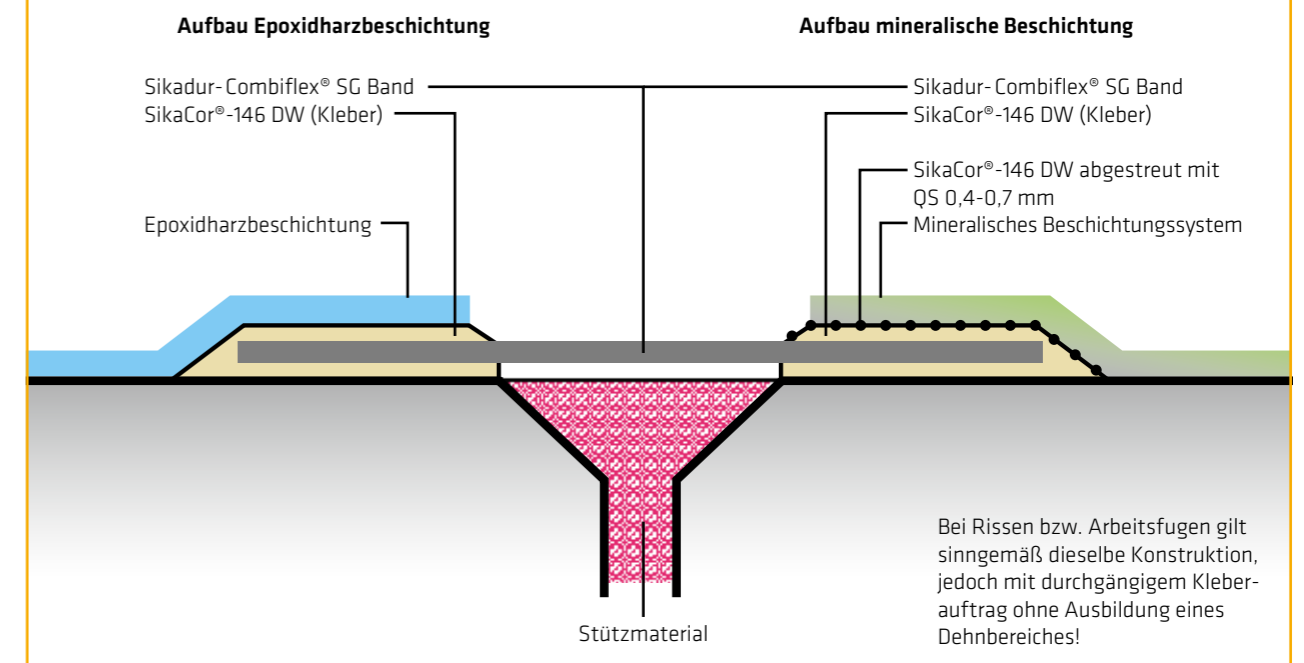 Aufbau Epoxidharzbeschichtung
Aufbau mineralische Beschichtung
Sikadur-Combiflex® SG Band
SikaCor®-146 DW (Kleber)
Epoxidharzbeschichtung
Sikadur-Combiflex® SG Band
SikaCor®-146 DW (Kleber)
SikaCor®-146 DW abgestreut mit
QS 0,4-0,7 mm
Mineralisches Beschichtungssystem
Stützmaterial
Bei Rissen bzw. Arbeitsfugen gilt
sinngemäß dieselbe Konstruktion,
jedoch mit durchgängigem Kleber-
auftrag ohne Ausbildung eines
Dehnbereiches!